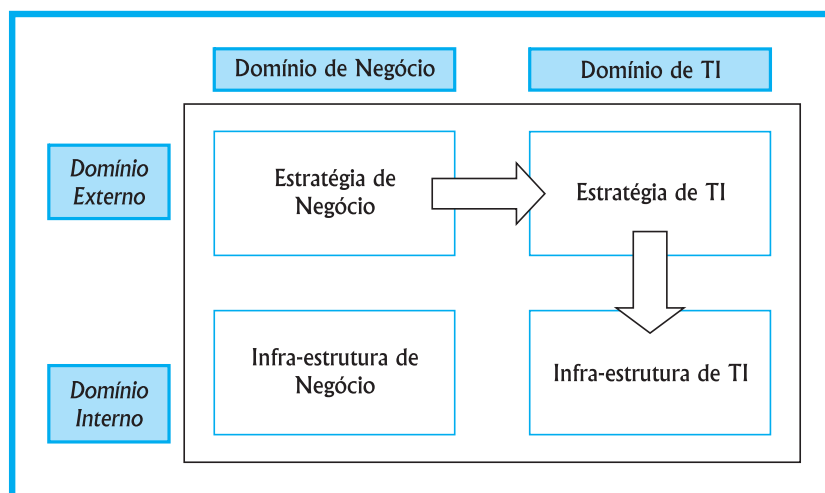 Domínio de Negócio
Domínio de TI
Domínio
Externo
Estratégia de
Negócio
Estratégia de TI
Domínio
Interno
Infra-estrutura de
Negócio
Infra-estrutura de TI